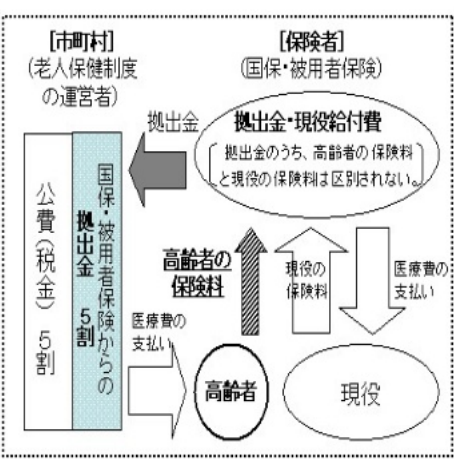 [市町村]
(老人保健制度
の運営者)
[保険者]
(国保・被用者保険)
拠出金
拠出金・現役給付費
拠出金のうち、高齢者の保険料
と現役の保険料は区別されない。
公費(税金) 5割
国保・被用者保険からの
拠出金 5割
高齢者の
保険料
現役の
保険料
医療費の
支払い
医療費の
支払い
高齢者
現役